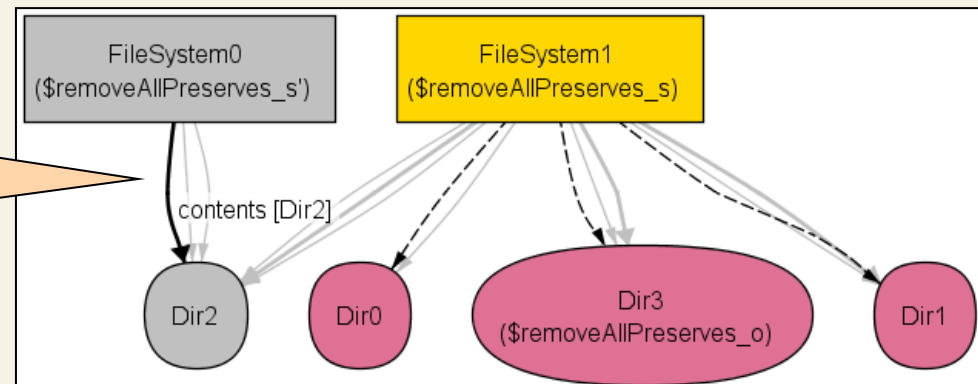 FileSystem0
($removeAllPreserves_s')
FileSystem1
($removeAllPreserves_s)
contents [Dir2]
Dir2
Dir0
Dir3
($removeAllPreserves_o)
Dir1